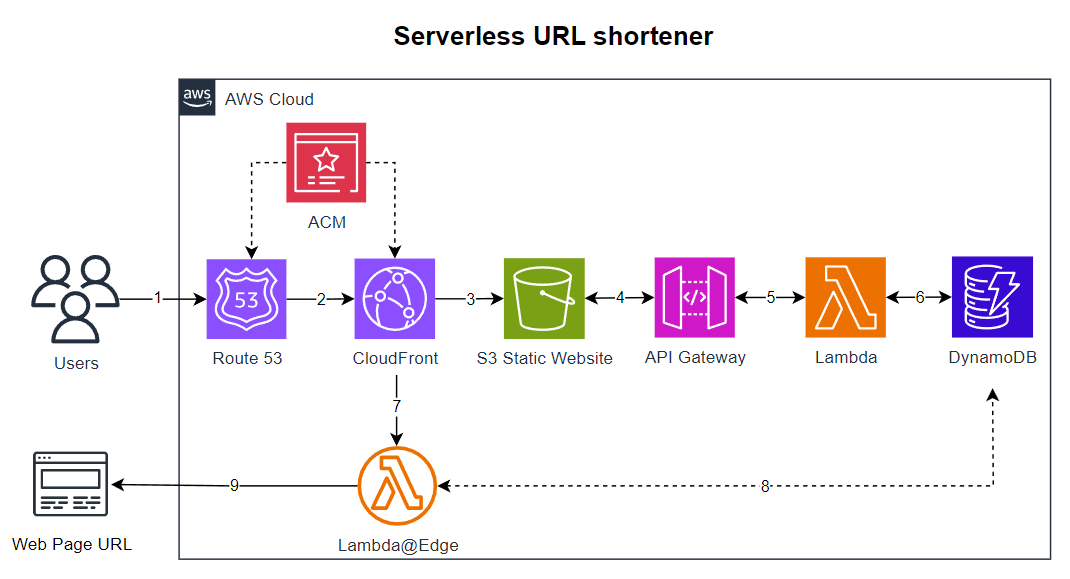 Serverless URL shortener
aws
AWS Cloud
ACM
53
</>
1
2
3
4
5
6
Users
Route 53
CloudFront
S3 Static Website
API Gateway
Lambda
DynamoDB
7
9
8
Web Page URL
Lambda@Edge